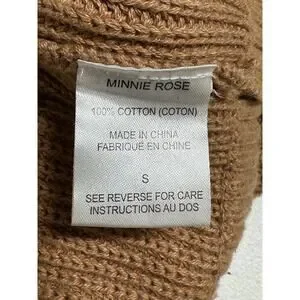 MINNIE ROSE
100% COTTON (COTON)
MADE IN CHINA
FABRIQUÉ EN CHINE
S
SEE REVERSE FOR CARE
INSTRUCTIONS AU DOS